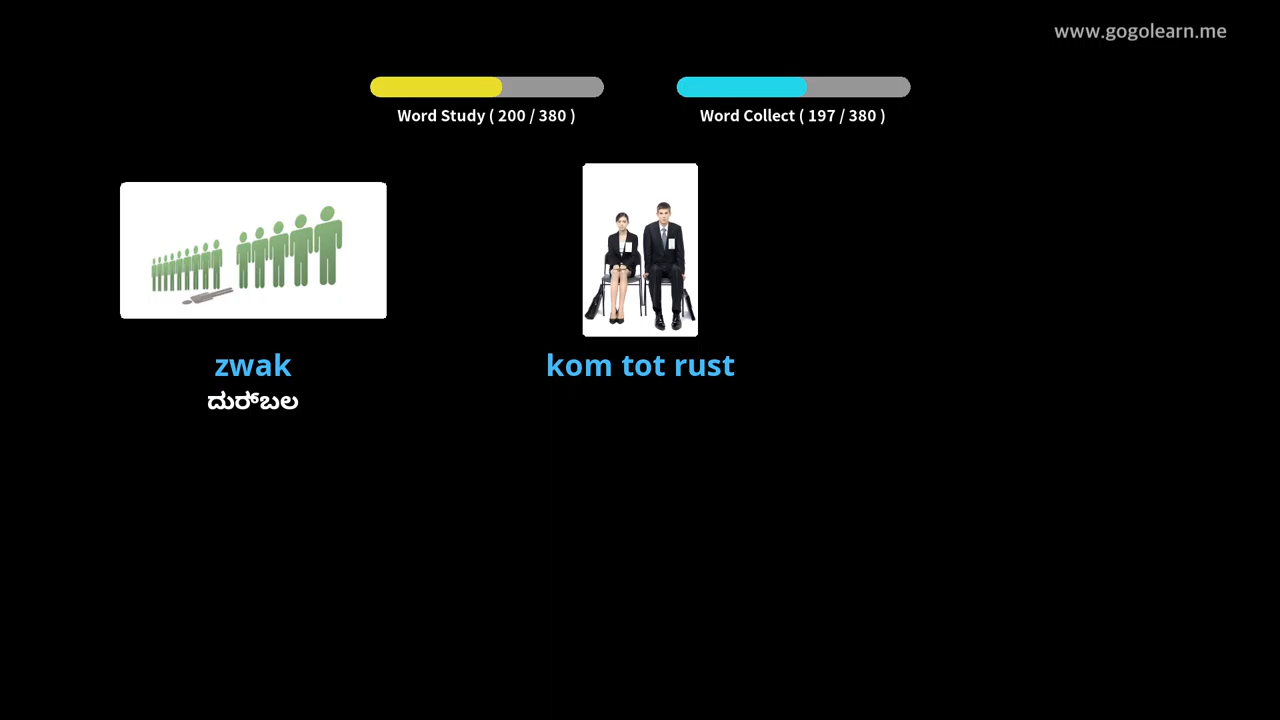 www.gogolearn.me
Word Study ( 200 / 380 )
Word Collect ( 197 / 380 )
zwak
ದುರ್‍ಬಲ
kom tot rust